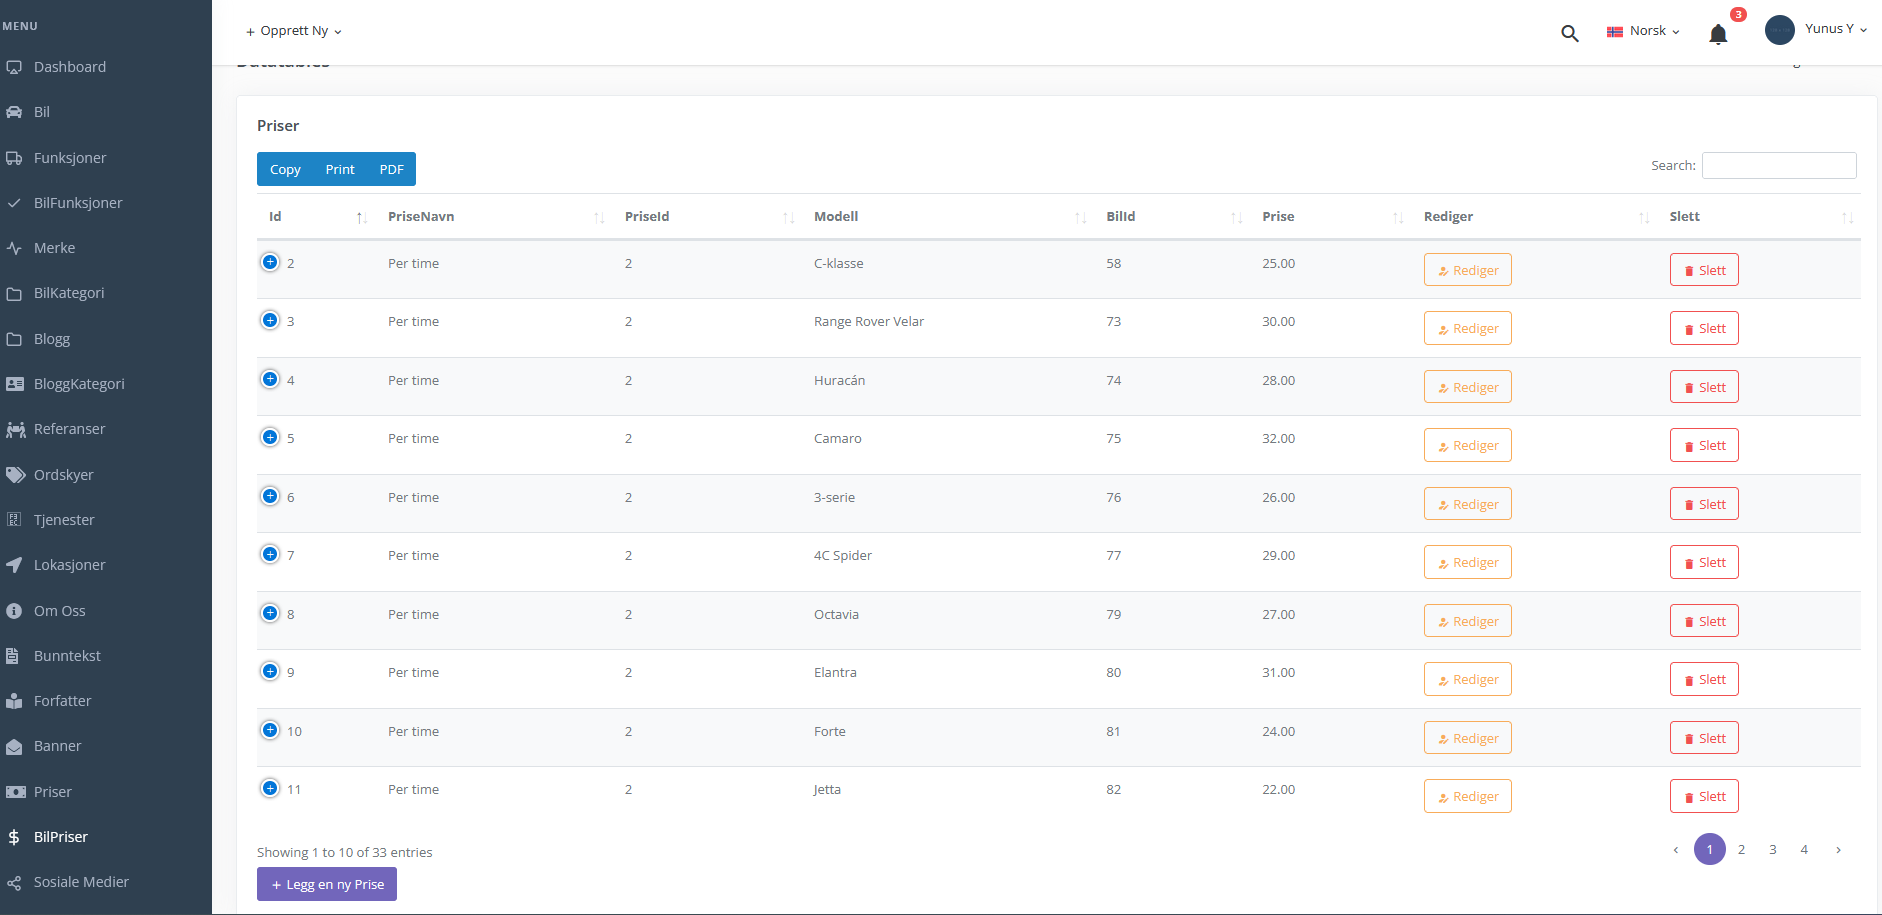 MENU
Dashboard
Bil
Funksjoner
BilFunksjoner
Merke
BilKategori
Blogg
BloggKategori
Referanser
Ordskyer
Tjenester
Lokasjoner
Om Oss
Bunntekst
Forfatter
Banner
Priser
BilPriser
Sosiale Medier
+ Opprett Ny
Norsk
3
Yunus Y
Datatables
Priser
Copy Print PDF
Search:
Id PriseNavn PriseId Modell BilId Prise Rediger Slett
2 Per time 2 C-klasse 58 25.00 Rediger Slett
3 Per time 2 Range Rover Velar 73 30.00 Rediger Slett
4 Per time 2 Huracán 74 28.00 Rediger Slett
5 Per time 2 Camaro 75 32.00 Rediger Slett
6 Per time 2 3-serie 76 26.00 Rediger Slett
7 Per time 2 4C Spider 77 29.00 Rediger Slett
8 Per time 2 Octavia 79 27.00 Rediger Slett
9 Per time 2 Elantra 80 31.00 Rediger Slett
10 Per time 2 Forte 81 24.00 Rediger Slett
11 Per time 2 Jetta 82 22.00 Rediger Slett
Showing 1 to 10 of 33 entries
‹ 1 2 3 4 ›
+ Legg en ny Prise